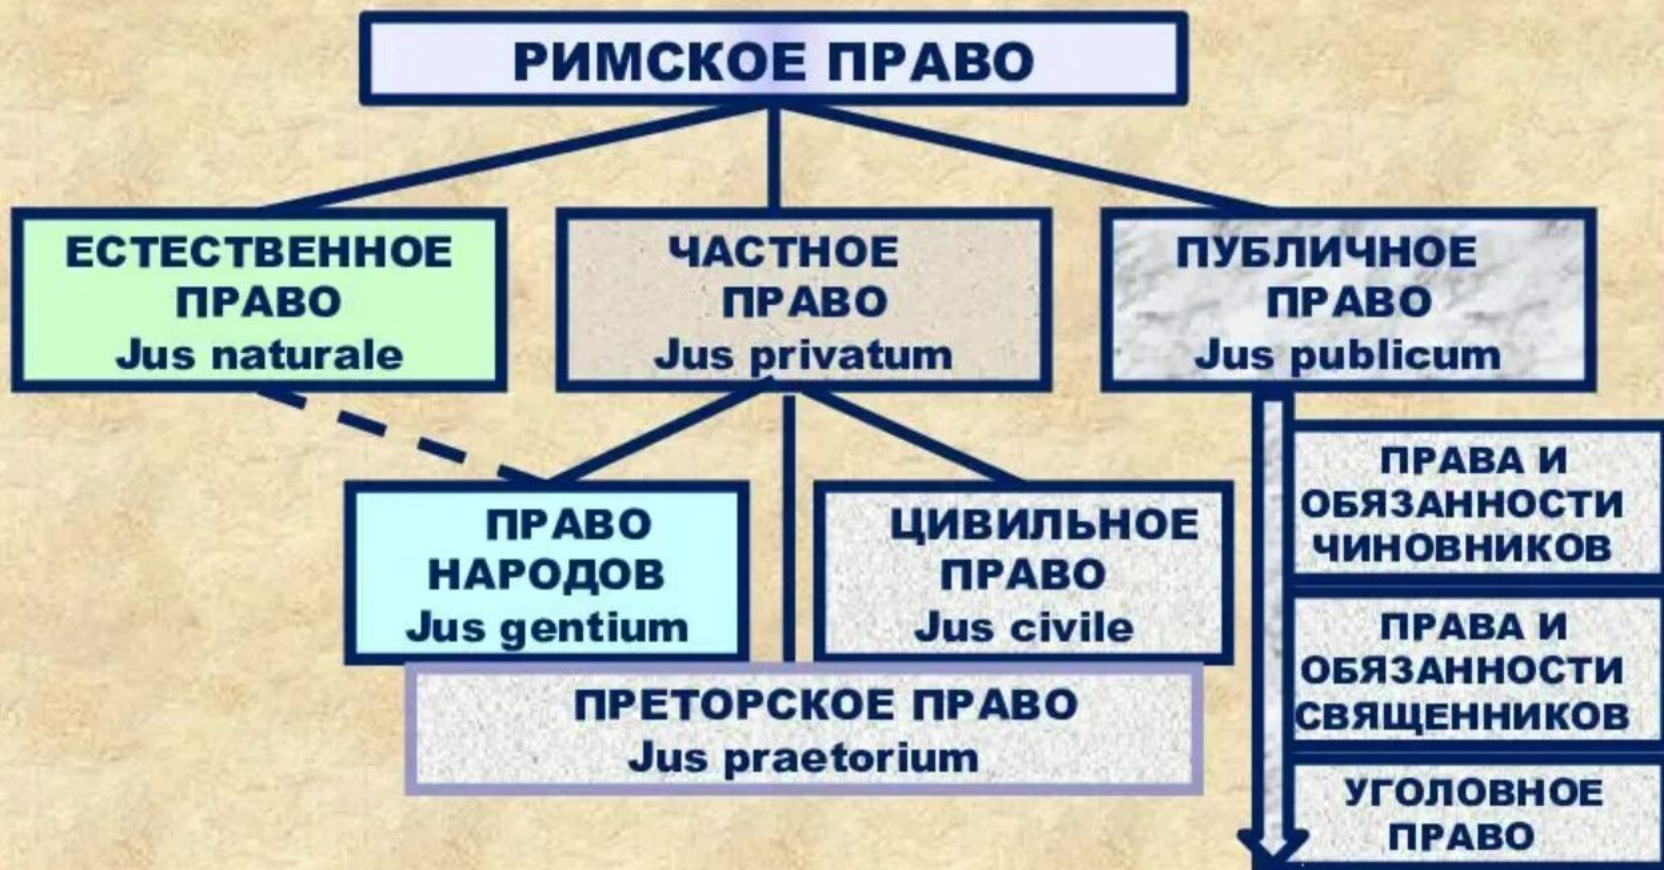 РИМСКОЕ ПРАВО
ЕСТЕСТВЕННОЕ
ПРАВО
Jus naturale
ЧАСТНОЕ
ПРАВО
Jus privatum
ПУБЛИЧНОЕ
ПРАВО
Jus publicum
ПРАВО
НАРОДОВ
Jus gentium
ЦИВИЛЬНОЕ
ПРАВО
Jus civile
ПРЕТОРСКОЕ ПРАВО
Jus praetorium
ПРАВА И
ОБЯЗАННОСТИ
ЧИНОВНИКОВ
ПРАВА И
ОБЯЗАННОСТИ
СВЯЩЕННИКОВ
УГОЛОВНОЕ
ПРАВО